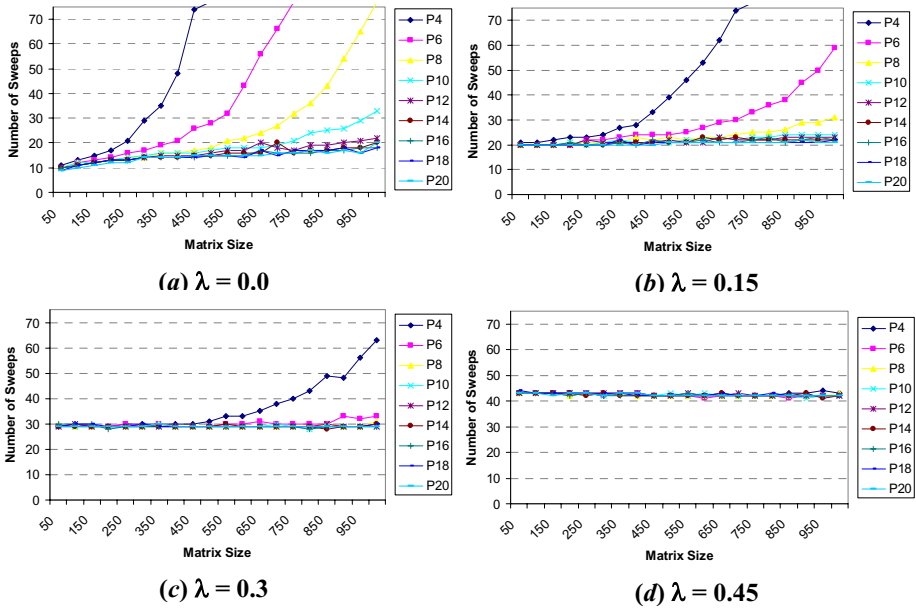 Number of Sweeps
70
60
50
40
30
20
10
0
50
150
250
350
450
550
650
750
850
950
Matrix Size
P4
P6
P8
P10
P12
P14
P16
P18
P20
(a) λ = 0.0
Number of Sweeps
70
60
50
40
30
20
10
0
50
150
250
350
450
550
650
750
850
950
Matrix Size
P4
P6
P8
P10
P12
P14
P16
P18
P20
(b) λ = 0.15
Number of Sweeps
70
60
50
40
30
20
10
0
50
150
250
350
450
550
650
750
850
950
Matrix Size
P4
P6
P8
P10
P12
P14
P16
P18
P20
(c) λ = 0.3
Number of Sweeps
70
60
50
40
30
20
10
0
50
150
250
350
450
550
650
750
850
950
Matrix Size
P4
P6
P8
P10
P12
P14
P16
P18
P20
(d) λ = 0.45